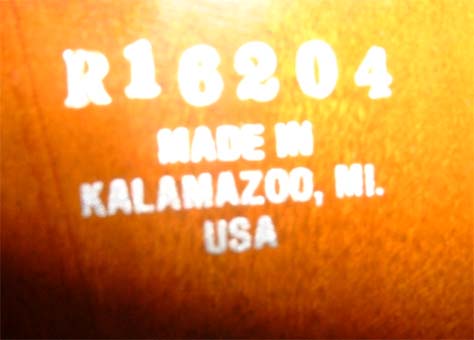 R16204
MADE IN
KALAMAZOO, MI.
USA